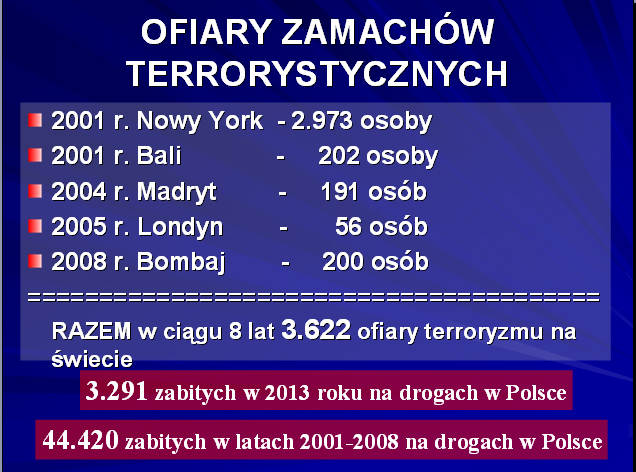 OFIARY ZAMACHÓW
TERRORYSTYCZNYCH
2001 r. Nowy York - 2.973 osoby
2001 r. Bali - 202 osoby
2004 r. Madryt - 191 osób
2005 r. Londyn - 56 osób
2008 r. Bombaj - 200 osób
========================================
RAZEM w ciągu 8 lat 3.622 ofiary terroryzmu na
świecie
3.291 zabitych w 2013 roku na drogach w Polsce
44.420 zabitych w latach 2001-2008 na drogach w Polsce